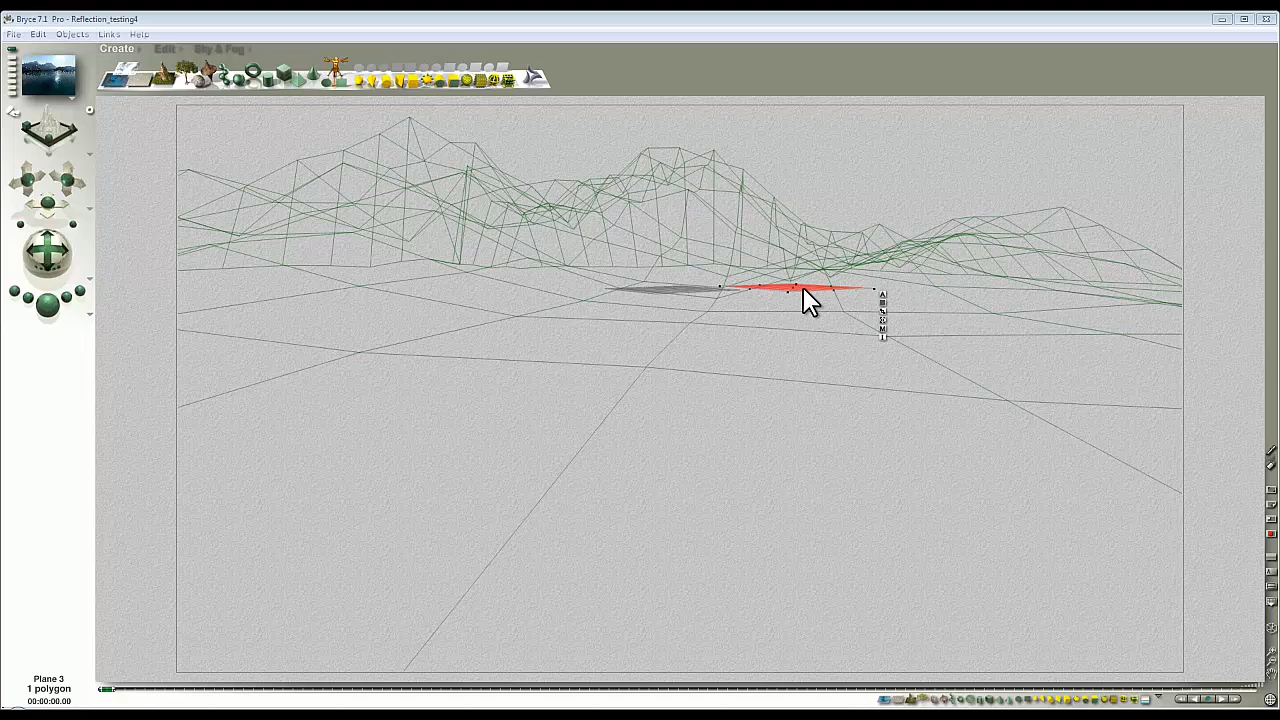 Bryce 7.1 Pro - Reflection_testing4
File Edit Objects Links Help
Create Edit Sky & Fog
A
M
Plane 3
1 polygon
00:00:00.00